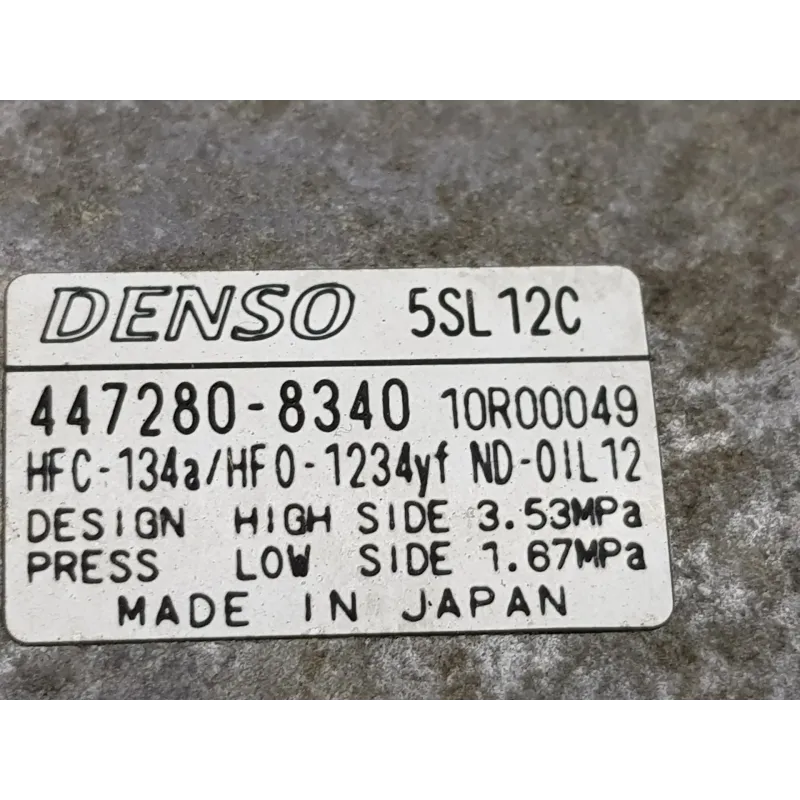 DENSO 5SL12C
447280-8340 10R00049
HFC-134a/HFO-1234yf ND-OIL12
DESIGN HIGH SIDE 3.53MPa
PRESS LOW SIDE 1.67MPa
MADE IN JAPAN